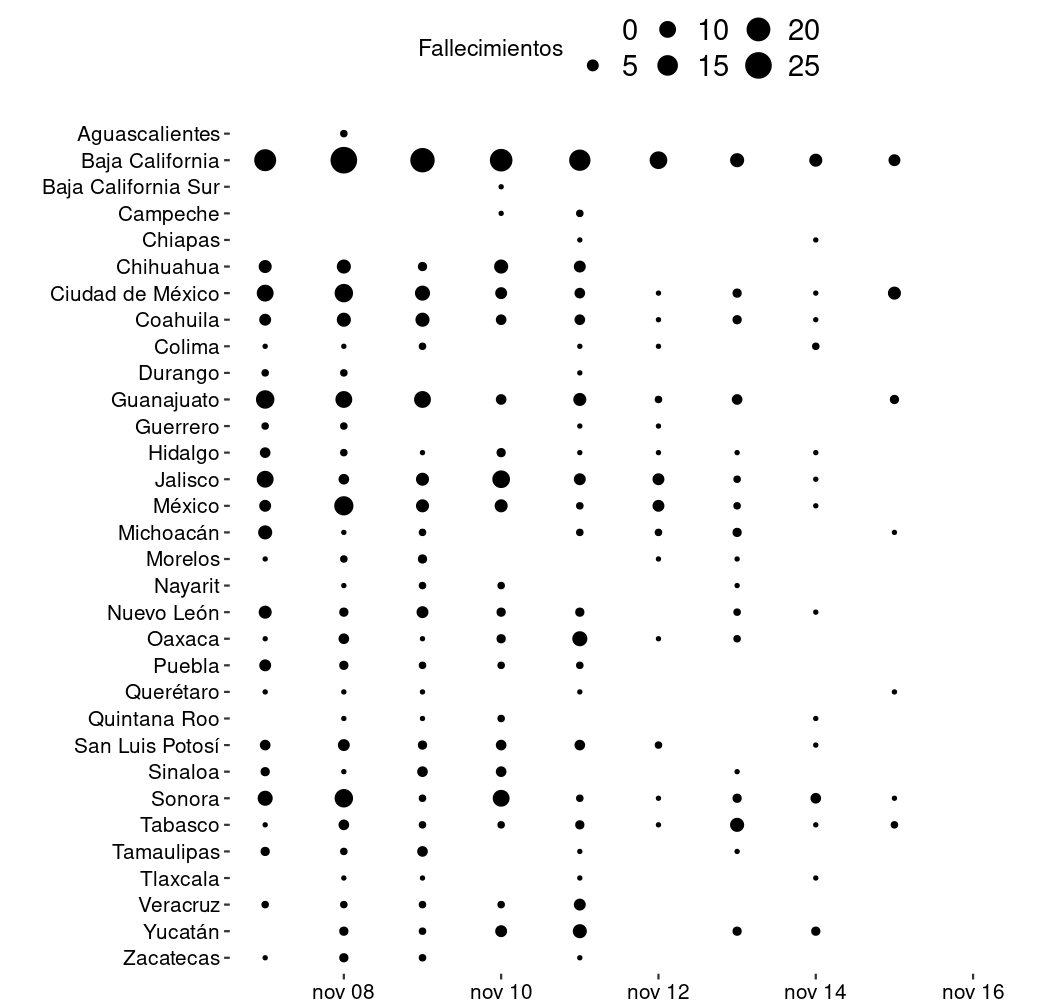 Fallecimientos
0 10 20
5 15 25
Aguascalientes
Baja California
Baja California Sur
Campeche
Chiapas
Chihuahua
Ciudad de México
Coahuila
Colima
Durango
Guanajuato
Guerrero
Hidalgo
Jalisco
México
Michoacán
Morelos
Nayarit
Nuevo León
Oaxaca
Puebla
Querétaro
Quintana Roo
San Luis Potosí
Sinaloa
Sonora
Tabasco
Tamaulipas
Tlaxcala
Veracruz
Yucatán
Zacatecas
nov 08 nov 10 nov 12 nov 14 nov 16